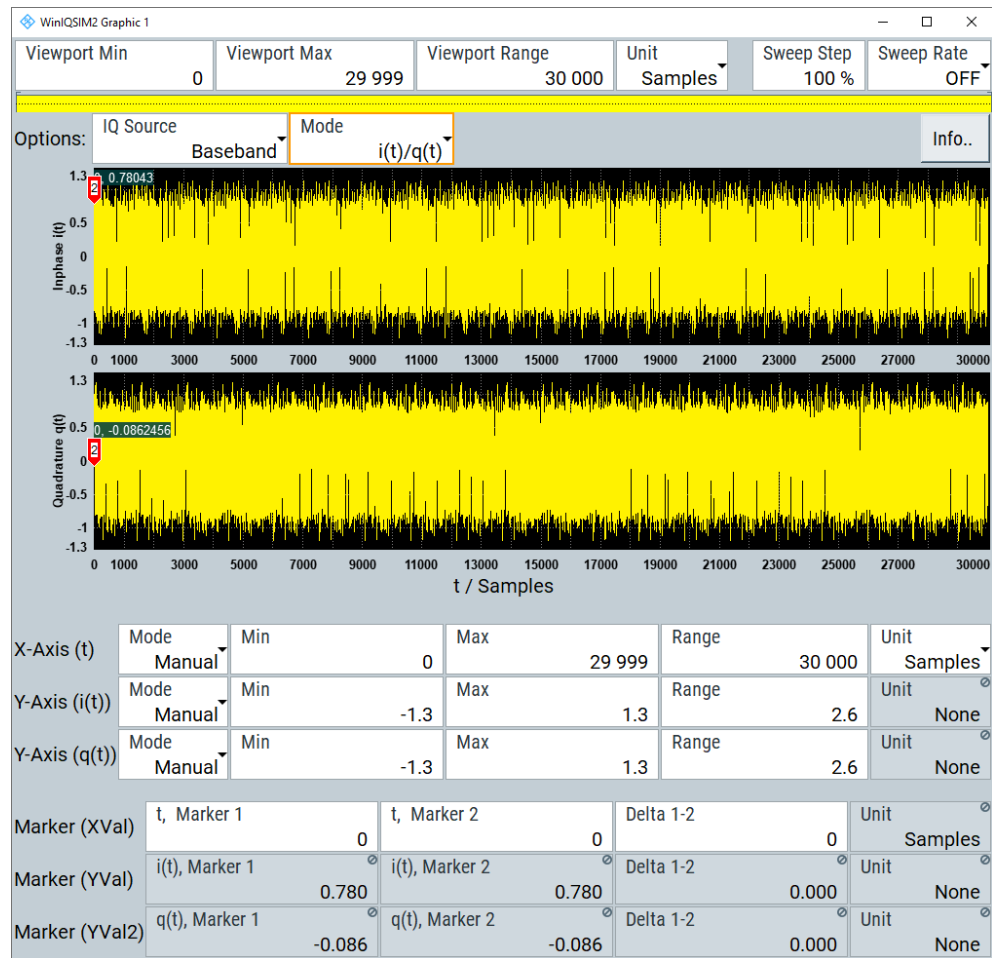 WinIQSIM2 Graphic 1
Viewport Min Viewport Max Viewport Range Unit Sweep Step Sweep Rate
0 29 999 30 000 Samples 100 % OFF
Options: IQ Source Mode Info..
Baseband i(t)/q(t)
1.3
0, 0.78043
2
0.5
0
-0.5
-1
-1.3
Inphase i(t)
0 1000 3000 5000 7000 9000 11000 13000 15000 17000 19000 21000 23000 25000 27000 30000
1.3
0.5
0, -0.0862456
2
0
-0.5
-1
-1.3
Quadrature q(t)
0 1000 3000 5000 7000 9000 11000 13000 15000 17000 19000 21000 23000 25000 27000 30000
t / Samples
X-Axis (t) Mode Min Max Range Unit
Manual 0 29 999 30 000 Samples
Y-Axis (i(t)) Mode Min Max Range Unit
Manual -1.3 1.3 2.6 None
Y-Axis (q(t)) Mode Min Max Range Unit
Manual -1.3 1.3 2.6 None
Marker (XVal) t, Marker 1 t, Marker 2 Delta 1-2 Unit
0 0 0 Samples
Marker (YVal) i(t), Marker 1 i(t), Marker 2 Delta 1-2 Unit
0.780 0.780 0.000 None
Marker (YVal2) q(t), Marker 1 q(t), Marker 2 Delta 1-2 Unit
-0.086 -0.086 0.000 None